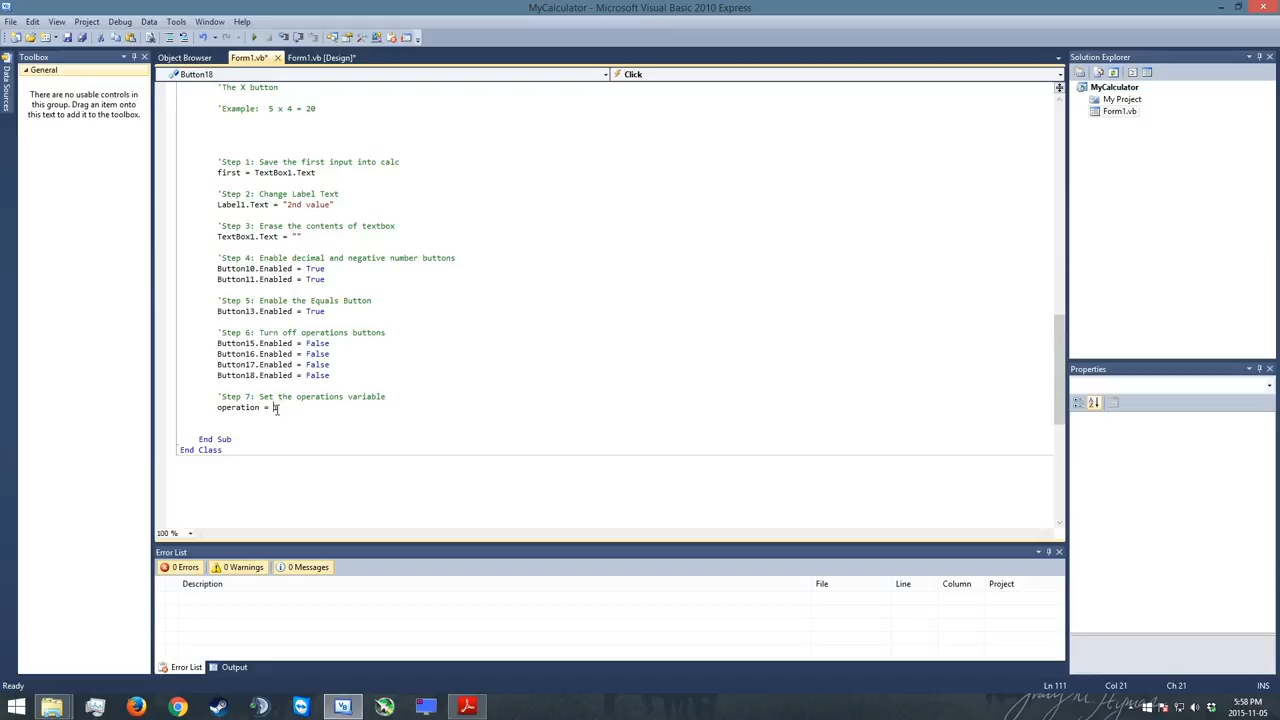 MyCalculator - Microsoft Visual Basic 2010 Express
File Edit View Project Debug Data Tools Window Help
Toolbox
General
There are no usable controls in
this group. Drag an item onto
this text to add it to the toolbox.
Data Sources
Object Browser Form1.vb* Form1.vb [Design]*
Button18 Click
'The X button
'Example: 5 x 4 = 20
'Step 1: Save the first input into calc
first = TextBox1.Text
'Step 2: Change Label Text
Label1.Text = "2nd value"
'Step 3: Erase the contents of textbox
TextBox1.Text = ""
'Step 4: Enable decimal and negative number buttons
Button10.Enabled = True
Button11.Enabled = True
'Step 5: Enable the Equals Button
Button13.Enabled = True
'Step 6: Turn off operations buttons
Button15.Enabled = False
Button16.Enabled = False
Button17.Enabled = False
Button18.Enabled = False
'Step 7: Set the operations variable
operation =
End Sub
End Class
100 %
Error List
0 Errors 0 Warnings 0 Messages
Description File Line Column Project
Error List Output
Solution Explorer
MyCalculator
My Project
Form1.vb
Properties
Ready Ln 111 Col 21 Ch 21 INS
5:58 PM
2015-11-05